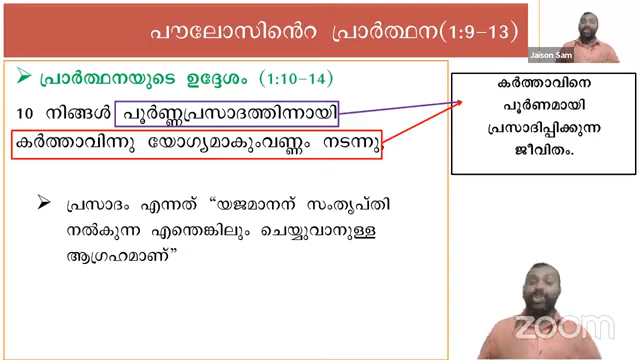 പൗലോസിൻെറ പ്രാർത്ഥന(1:9-13)
Jaison Sam
പ്രാർത്ഥനയുടെ ഉദ്ദേശം (1:10-14)
10 നിങ്ങൾ പൂർണ്ണപ്രസാദത്തിന്നായി
കർത്താവിന്നു യോഗ്യമാകുംവണ്ണം നടന്നു,
കർത്താവിനെ
പൂർണമായി
പ്രസാദിപ്പിക്കുന്ന
ജീവിതം.
പ്രസാദം എന്നത് “യജമാനന് സംതൃപ്തി
നൽകുന്ന എന്തെങ്കിലും ചെയ്യുവാനുള്ള
ആഗ്രഹമാണ്”
zoom